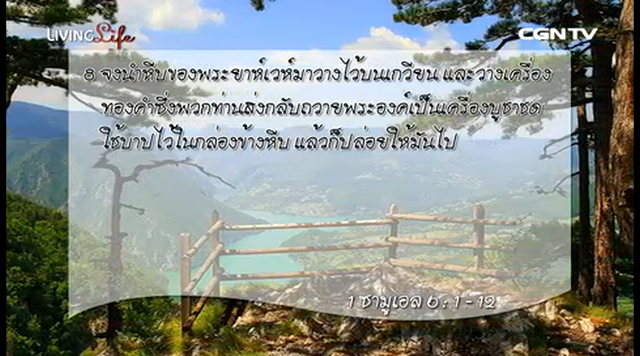 LIVING Life
CGNTV
8 จงนำหีบของพระยาห์เวห์มาวางไว้บนเกวียน และวางเครื่อง
ทองคำซึ่งพวกท่านส่งกลับถวายพระองค์เป็นเครื่องบูชาชด
ใช้บาปไว้ในกล่องข้างหีบ แล้วก็ปล่อยให้มันไป
1 ซามูเอล 6 : 1 - 12